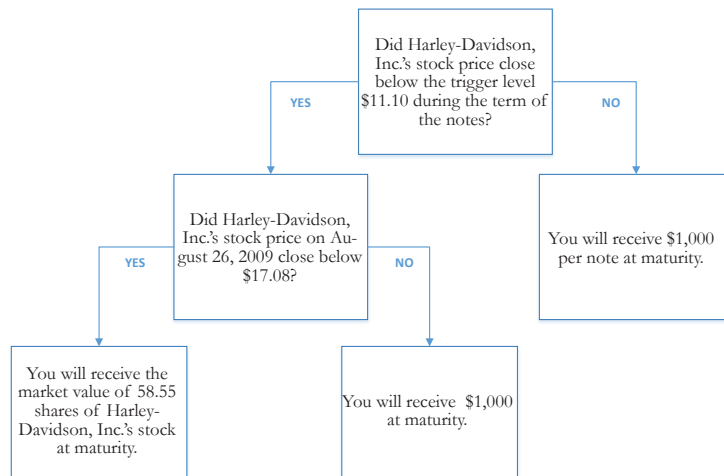 Did Harley-Davidson,
Inc.'s stock price close
below the trigger level
$11.10 during the term of
the notes?
YES
NO
Did Harley-Davidson,
Inc.'s stock price on Au-
gust 26, 2009 close below
$17.08?
You will receive $1,000
per note at maturity.
YES
NO
You will receive the
market value of 58.55
shares of Harley-
Davidson, Inc.'s stock
at maturity.
You will receive  $1,000
at maturity.